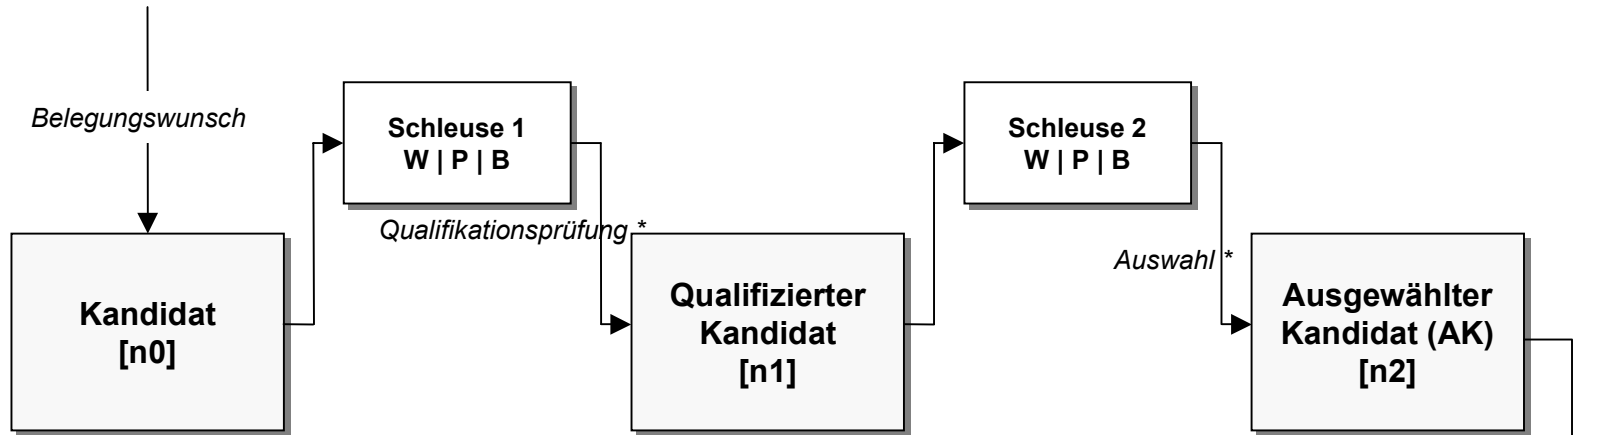 Belegungswunsch
Schleuse 1
W | P | B
Schleuse 2
W | P | B
Qualifikationsprüfung *
Auswahl *
Kandidat
[n0]
Qualifizierter
Kandidat
[n1]
Ausgewählter
Kandidat (AK)
[n2]